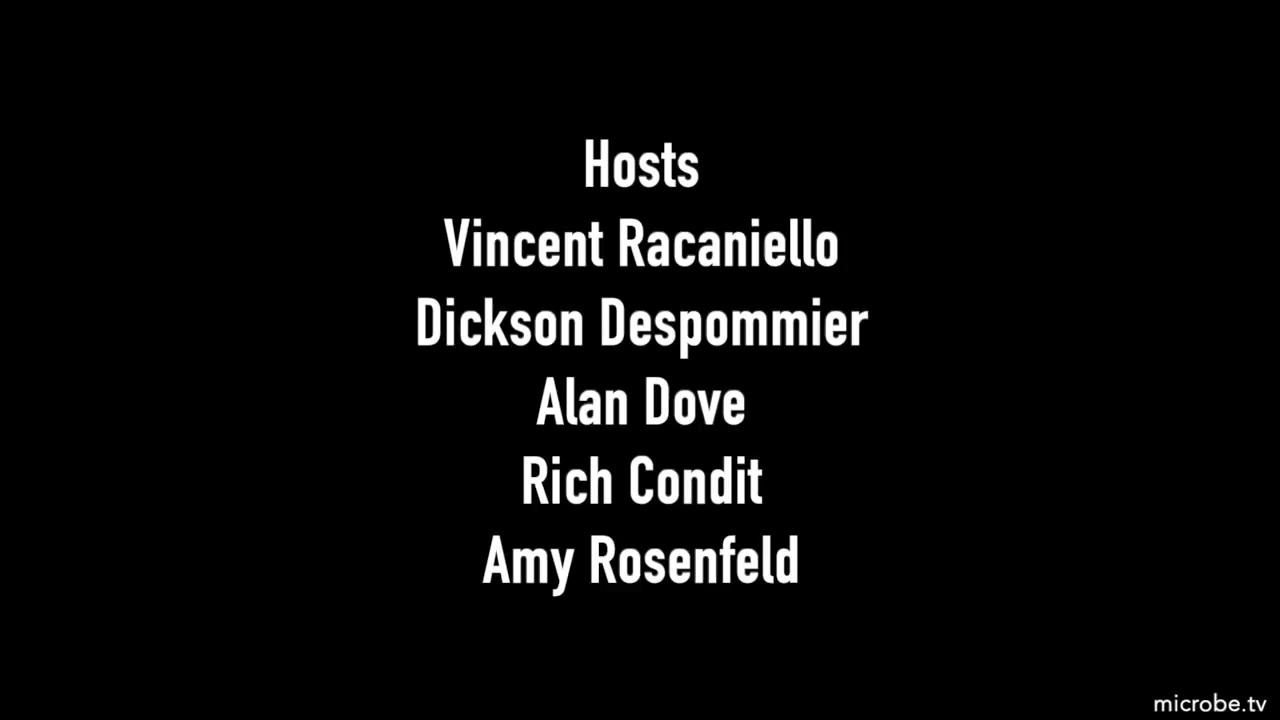 Hosts
Vincent Racaniello
Dickson Despommier
Alan Dove
Rich Condit
Amy Rosenfeld
microbe.tv